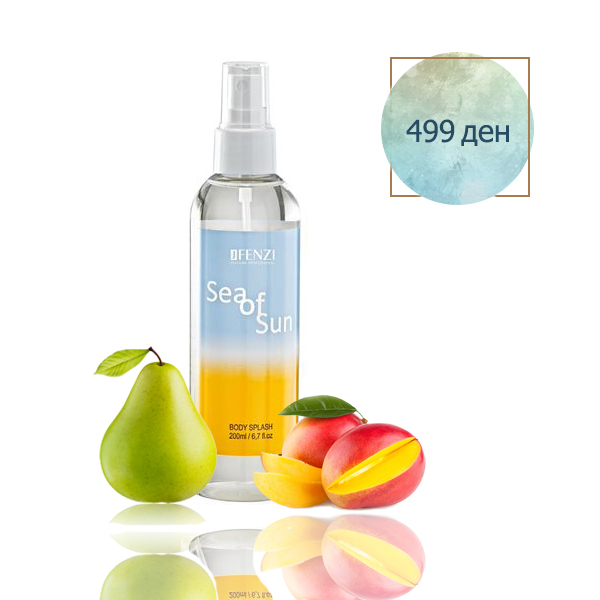 499 ден
JFENZI
Sea
of
Sun
BODY SPLASH
200ml / 6,7 fl oz